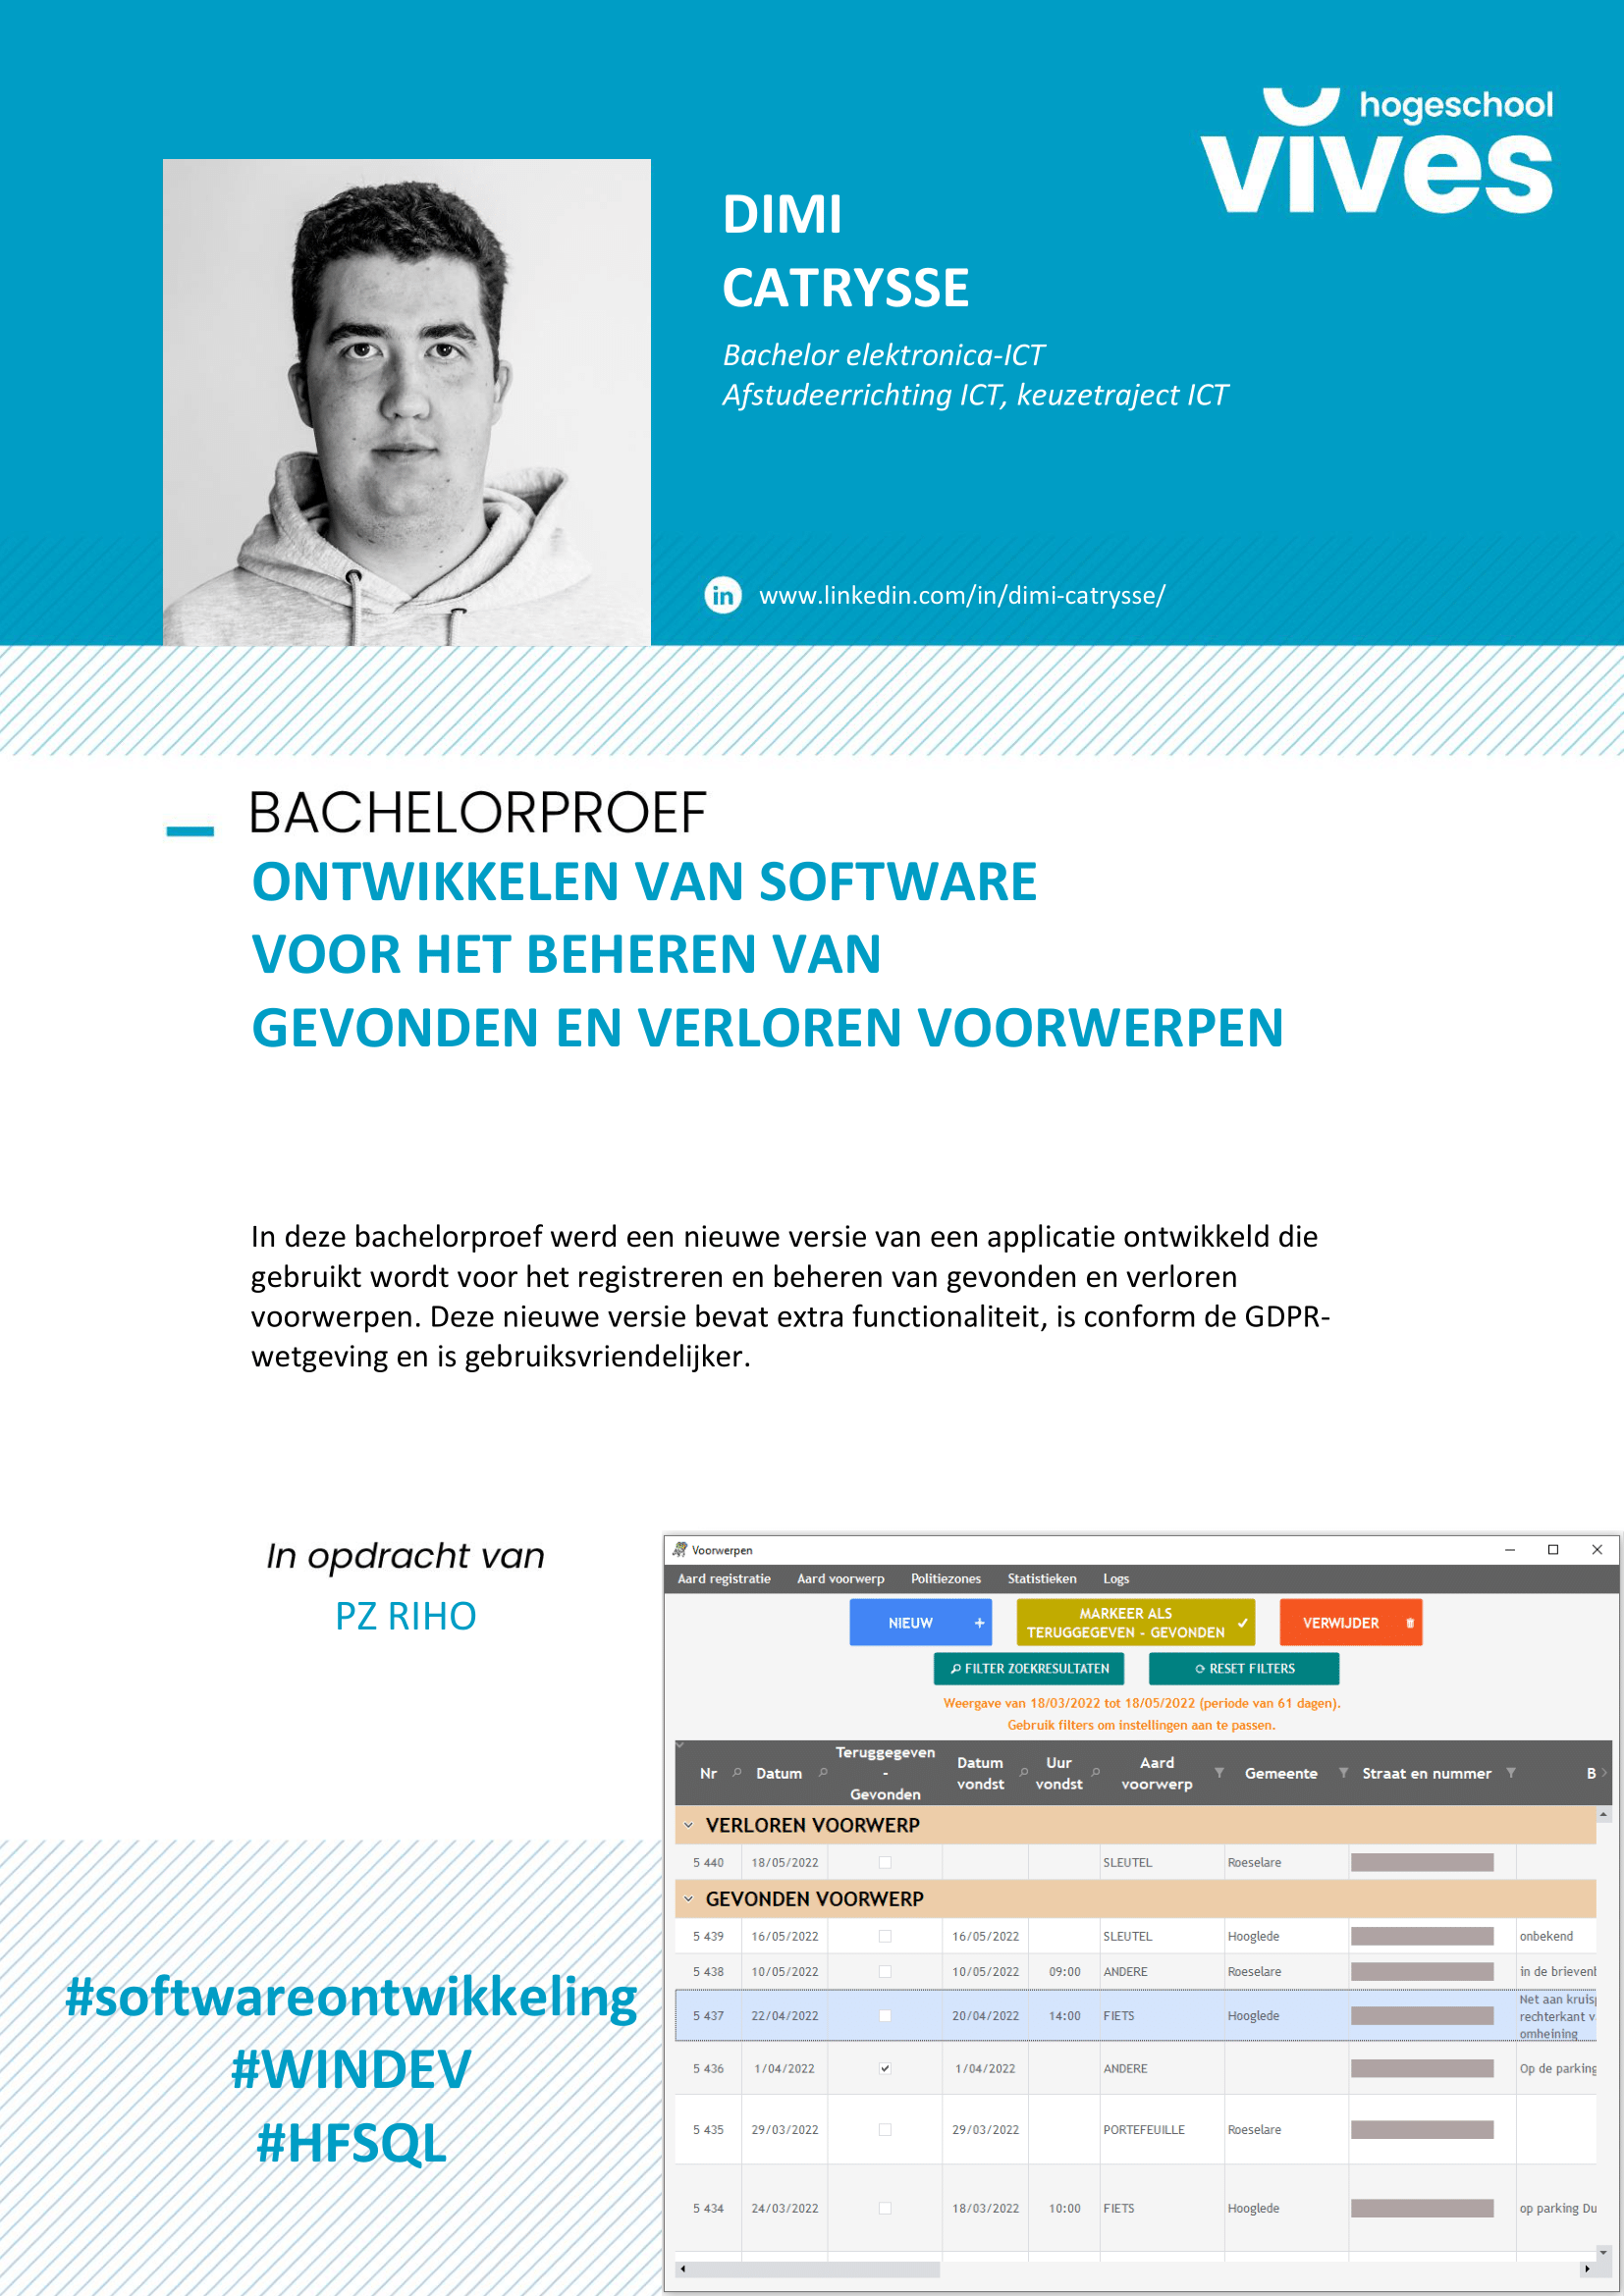 hogeschool
vives
DIMI
CATRYSSE
Bachelor elektronica-ICT
Afstudeerrichting ICT, keuzetraject ICT
in www.linkedin.com/in/dimi-catrysse/
BACHELORPROEF
ONTWIKKELEN VAN SOFTWARE
VOOR HET BEHEREN VAN
GEVONDEN EN VERLOREN VOORWERPEN
In deze bachelorproef werd een nieuwe versie van een applicatie ontwikkeld die
gebruikt wordt voor het registreren en beheren van gevonden en verloren
voorwerpen. Deze nieuwe versie bevat extra functionaliteit, is conform de GDPR-
wetgeving en is gebruiksvriendelijker.
In opdracht van
PZ RIHO
#softwareontwikkeling
#WINDEV
#HFSQL
Voorwerpen
Aard registratie Aard voorwerp Politiezones Statistieken Logs
NIEUW +
MARKEER ALS
TERUGGEGEVEN - GEVONDEN
VERWIJDER
FILTER ZOEKRESULTATEN RESET FILTERS
Weergave van 18/03/2022 tot 18/05/2022 (periode van 61 dagen).
Gebruik filters om instellingen aan te passen.
Nr Datum Teruggegeven - Gevonden Datum vondst Uur vondst Aard voorwerp Gemeente Straat en nummer B
VERLOREN VOORWERP
5 440 18/05/2022 SLEUTEL Roeselare
GEVONDEN VOORWERP
5 439 16/05/2022 16/05/2022 SLEUTEL Hooglede onbekend
5 438 10/05/2022 10/05/2022 09:00 ANDERE Roeselare in de brievenb
5 437 22/04/2022 20/04/2022 14:00 FIETS Hooglede Net aan kruisp
rechterkant v
omheining
5 436 1/04/2022 1/04/2022 ANDERE Op de parking
5 435 29/03/2022 29/03/2022 PORTEFEUILLE Roeselare
5 434 24/03/2022 18/03/2022 10:00 FIETS Hooglede op parking Du